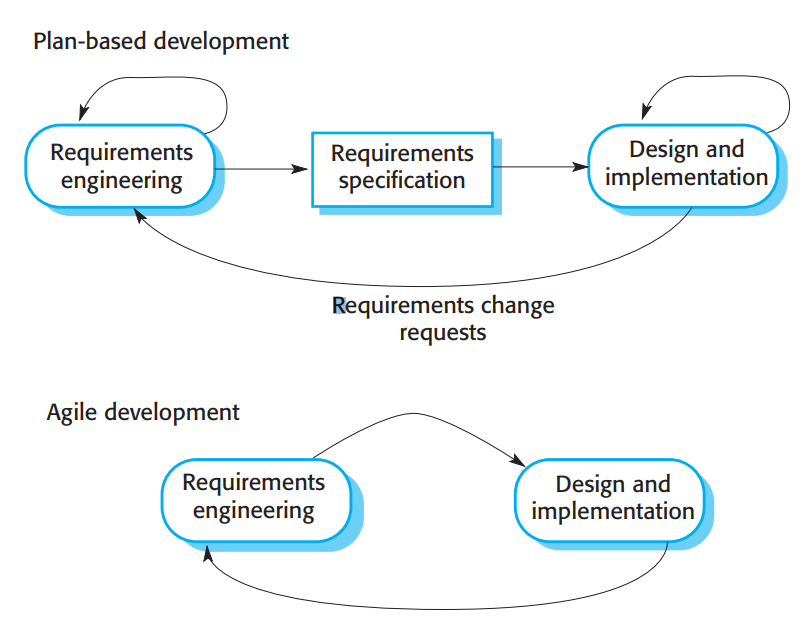 Plan-based development
Requirements
engineering
Requirements
specification
Design and
implementation
Requirements change
requests
Agile development
Requirements
engineering
Design and
implementation